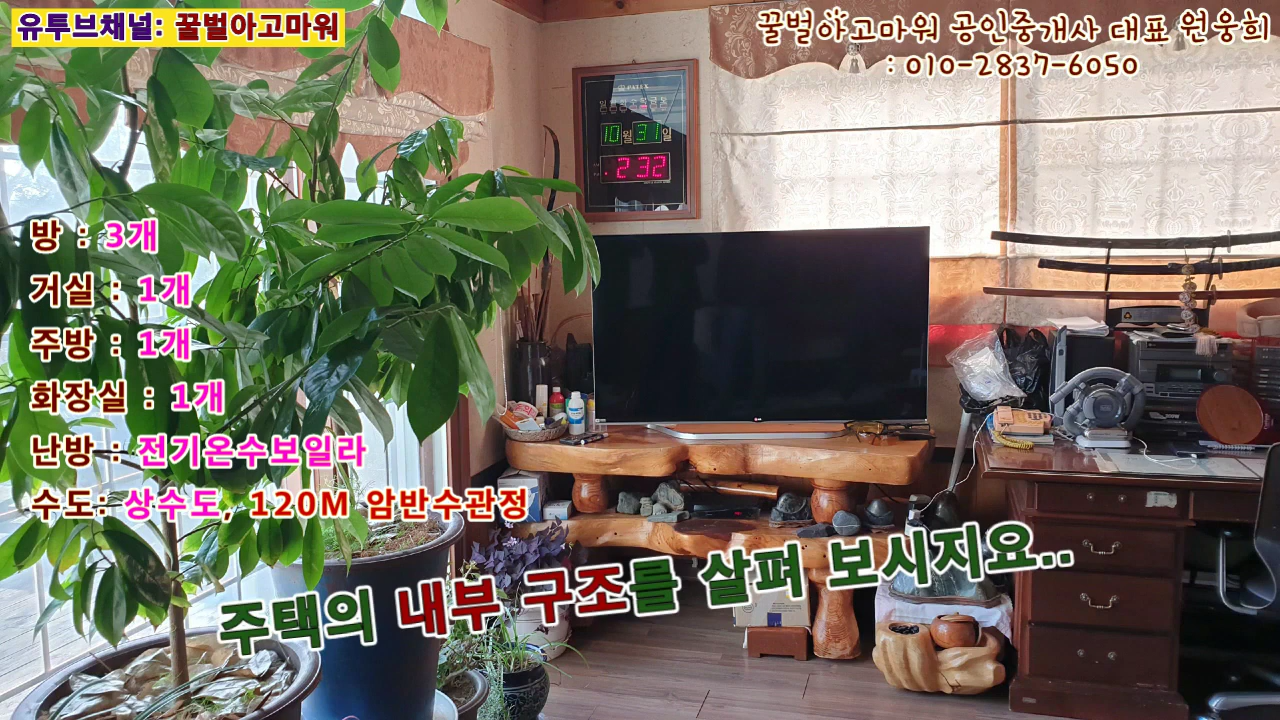 유투브채널: 꿀벌아고마워
꿀벌아고마워 공인중개사 대표 원웅희
: 010-2837-6050
10월 31일
2 32
방 : 3개
거실 : 1개
주방 : 1개
화장실 : 1개
난방 : 전기온수보일라
수도: 상수도, 120M 암반수관정
LG
주택의 내부 구조를 살펴 보시지요..